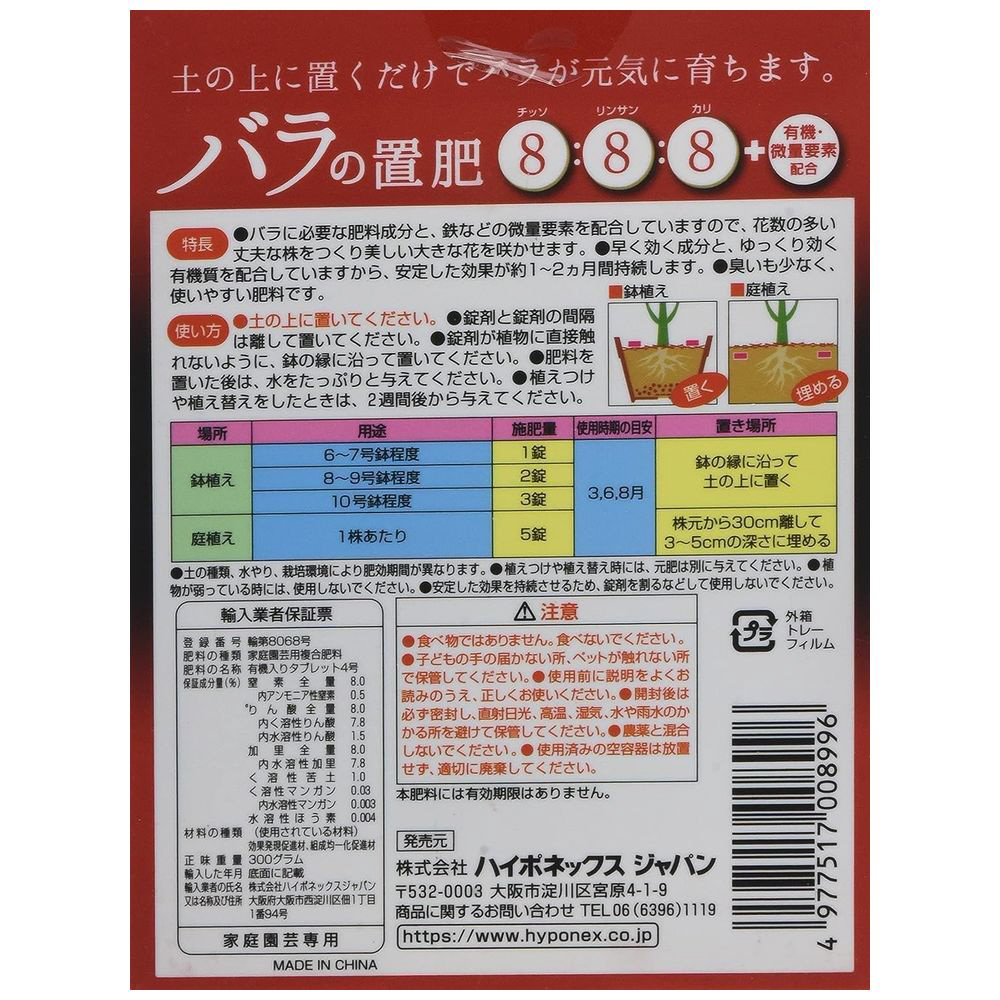 土の上に置くだけでバラが元気に育ちます。
バラの置肥
チッソ リンサン カリ
8:8:8+
有機・
微量要素
配合
特長 ●バラに必要な肥料成分と、鉄などの微量要素を配合していますので、花数の多い
丈夫な株をつくり美しい大きな花を咲かせます。●早く効く成分と、ゆっくり効く
有機質を配合していますから、安定した効果が約1~2ヵ月間持続します。●臭いも少なく、
使いやすい肥料です。
使い方 ●土の上に置いてください。●錠剤と錠剤の間隔
は離して置いてください。●錠剤が植物に直接触
れないように、鉢の縁に沿って置いてください。●肥料を
置いた後は、水をたっぷりと与えてください。●植えつけ
や植え替えをしたときは、2週間後から与えてください。
■鉢植え
置く
■庭植え
埋める
場所 用途 施肥量 使用時期の目安 置き場所
鉢植え 6~7号鉢程度 1錠 3,6,8月 鉢の縁に沿って
8~9号鉢程度 2錠 土の上に置く
10号鉢程度 3錠
庭植え 1株あたり 5錠 株元から30cm離して
3~5cmの深さに埋める
●土の種類、水やり、栽培環境により肥効期間が異なります。●植えつけや植え替え時には、元肥は別に与えてください。●植
物が弱っている時には、使用しないでください。●安定した効果を持続させるため、錠剤を割るなどして使用しないでください。
輸入業者保証票
登録番号 輸第8068号
肥料の種類 家庭園芸用複合肥料
肥料の名称 有機入りタブレット4号
保証成分量(%) 窒素全量 8.0
内アンモニア性窒素 0.5
りん酸全量 8.0
内く溶性りん酸 7.8
内水溶性りん酸 1.5
加里全量 8.0
内水溶性加里 7.8
く溶性苦土 1.0
く溶性マンガン 0.03
内水溶性マンガン 0.003
水溶性ほう素 0.004
材料の種類 (使用されている材料)
効果発現促進材、組成均一化促進材
正味重量 300グラム
輸入した年月 底面に記載
輸入業者の氏名 株式会社ハイポネックスジャパン
又は名称及び住所 大阪府大阪市西淀川区佃1丁目
1番94号
家庭園芸専用
MADE IN CHINA
⚠注意
●食べ物ではありません。食べないでください。
●子どもの手の届かない所、ペットが触れない所
で保管してください。●使用前に説明をよくお
読みのうえ、正しくお使いください。●開封後は
必ず密封し、直射日光、高温、湿気、水や雨水のか
かる所を避けて保管してください。●農薬と混合
しないでください。●使用済みの空容器は放置
せず、適切に廃棄してください。
本肥料には有効期限はありません。
発売元
株式会社 ハイポネックス ジャパン
〒532-0003 大阪市淀川区宮原4-1-9
商品に関するお問い合わせ TEL06(6396)1119
https://www.hyponex.co.jp
プラ
外箱
トレー
フィルム
4 977517 008996